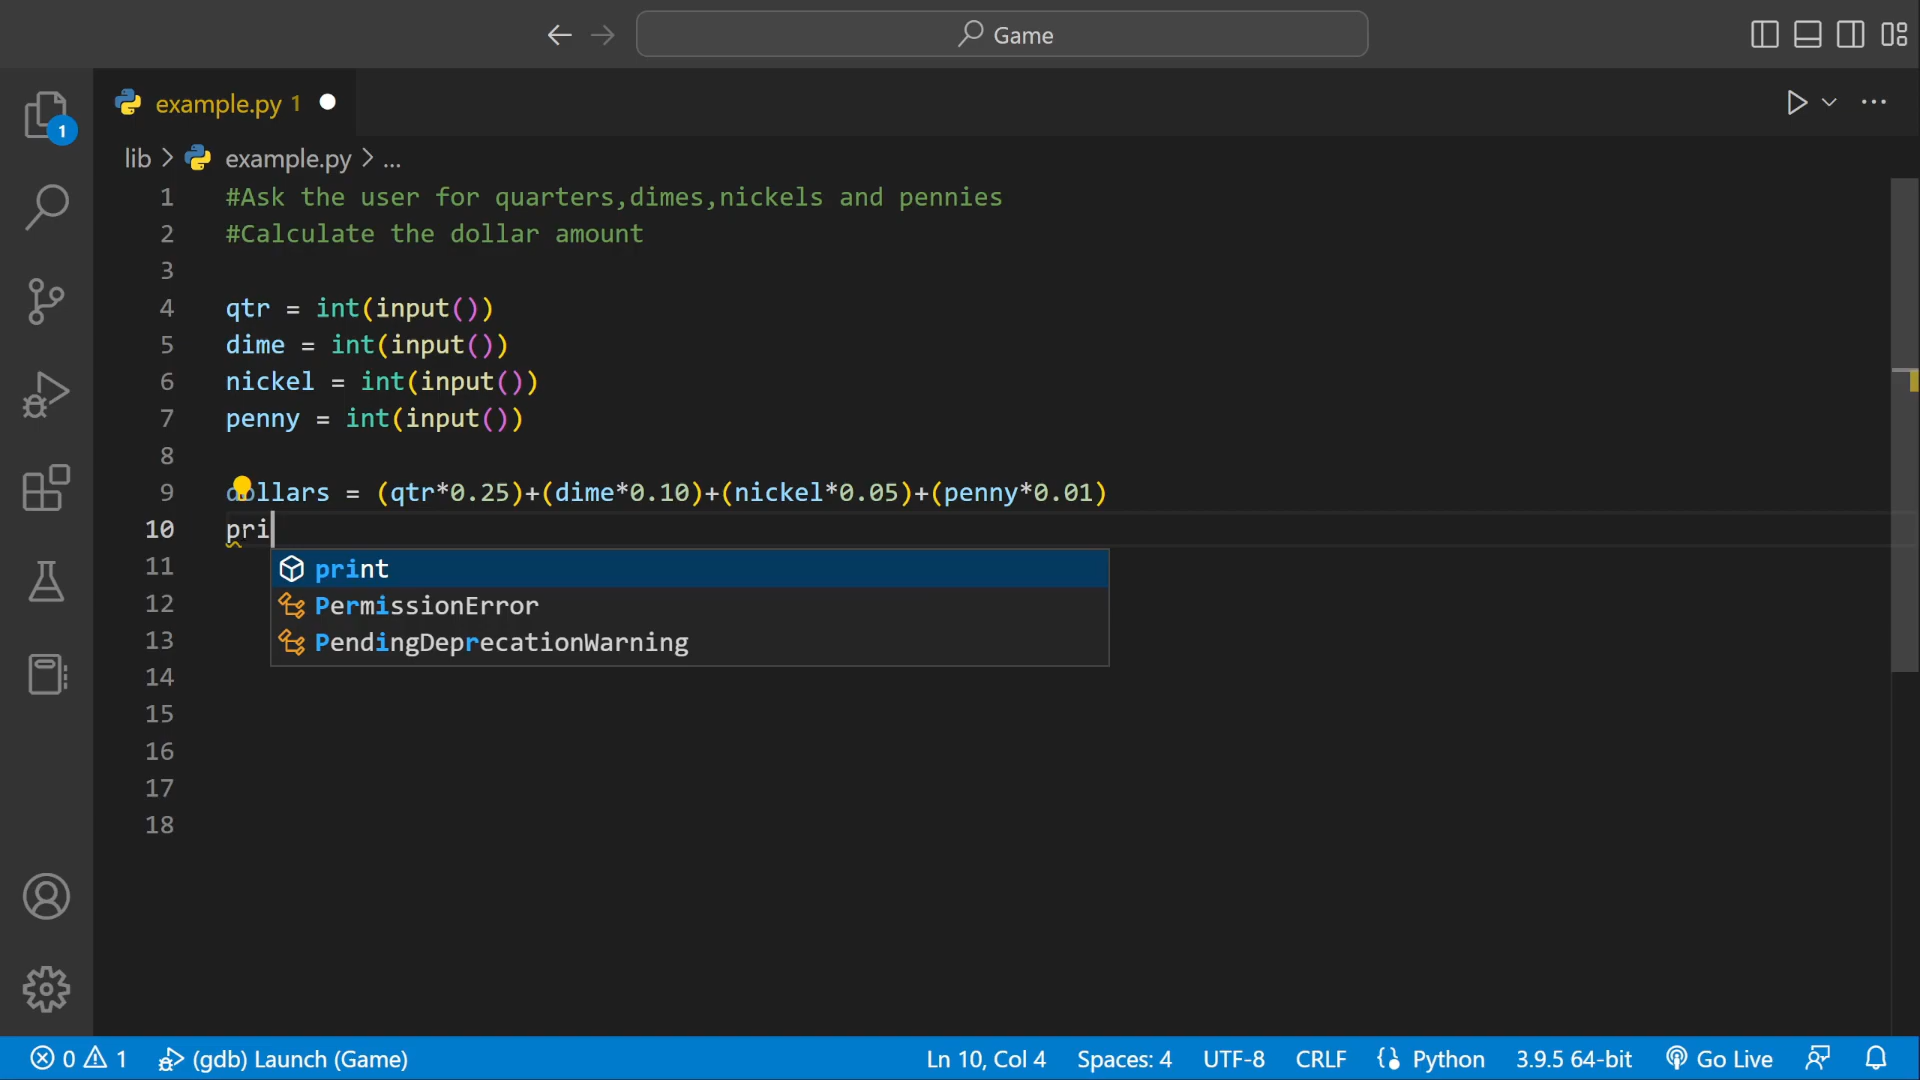 Game
example.py 1
lib > example.py > ...
1 #Ask the user for quarters,dimes,nickels and pennies
2 #Calculate the dollar amount
3
4 qtr = int(input())
5 dime = int(input())
6 nickel = int(input())
7 penny = int(input())
8
9 dollars = (qtr*0.25)+(dime*0.10)+(nickel*0.05)+(penny*0.01)
10 pri
11 print
12 PermissionError
13 PendingDeprecationWarning
14
15
16
17
18
1
0 1 (gdb) Launch (Game) Ln 10, Col 4 Spaces: 4 UTF-8 CRLF Python 3.9.5 64-bit Go Live